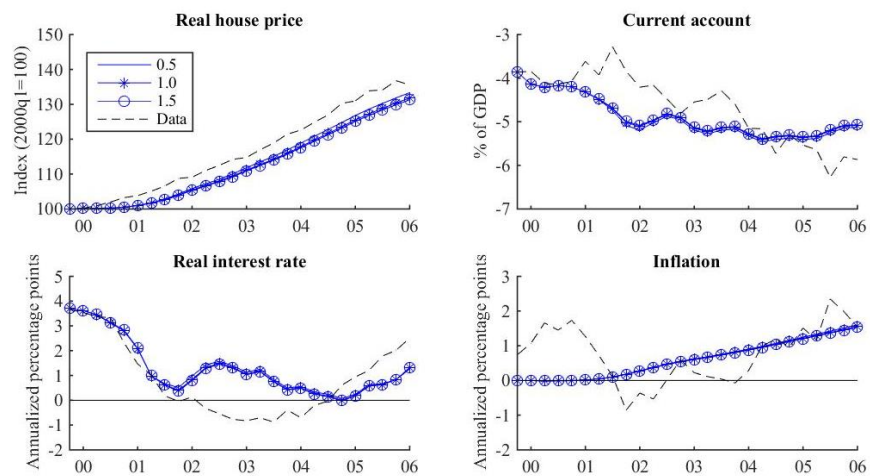 Real house price
Index (2000q1=100)
150
140
130
120
110
100
0.5
1.0
1.5
Data
00 01 02 03 04 05 06
Current account
% of GDP
-3
-4
-5
-6
-7
00 01 02 03 04 05 06
Real interest rate
Annualized percentage points
5
4
3
2
1
0
-1
-2
00 01 02 03 04 05 06
Inflation
Annualized percentage points
3
2
1
0
-1
-2
00 01 02 03 04 05 06